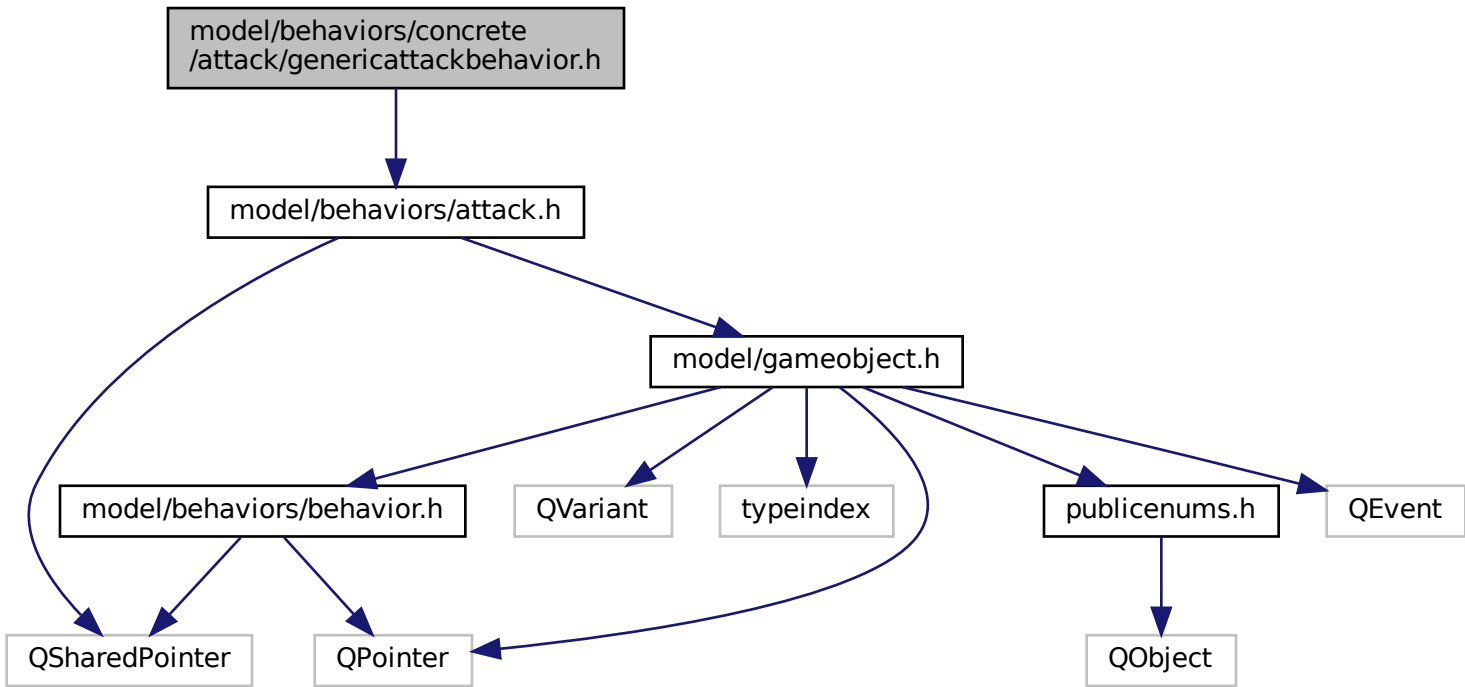 model/behaviors/concrete
/attack/genericattackbehavior.h
model/behaviors/attack.h
model/gameobject.h
model/behaviors/behavior.h
QVariant
typeindex
publicenums.h
QEvent
QSharedPointer
QPointer
QObject